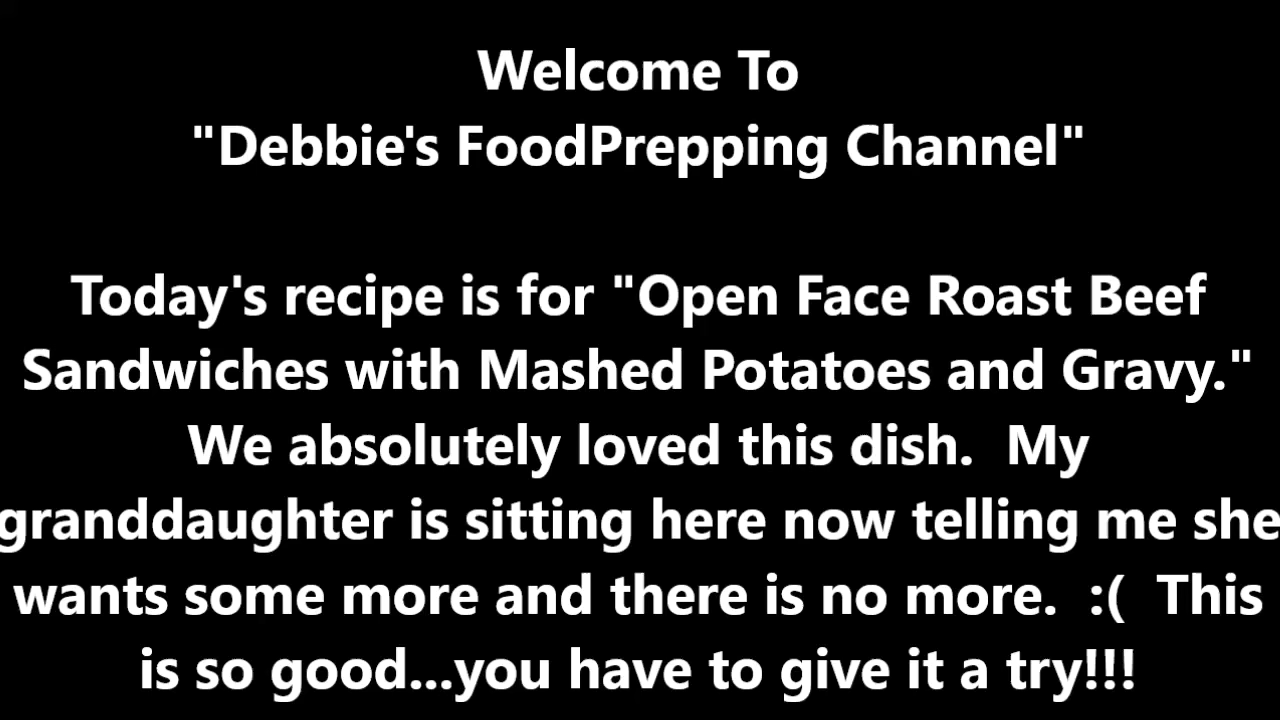 Welcome To
"Debbie's FoodPrepping Channel"
Today's recipe is for "Open Face Roast Beef
Sandwiches with Mashed Potatoes and Gravy."
We absolutely loved this dish.  My
granddaughter is sitting here now telling me she
wants some more and there is no more.  :(  This
is so good...you have to give it a try!!!